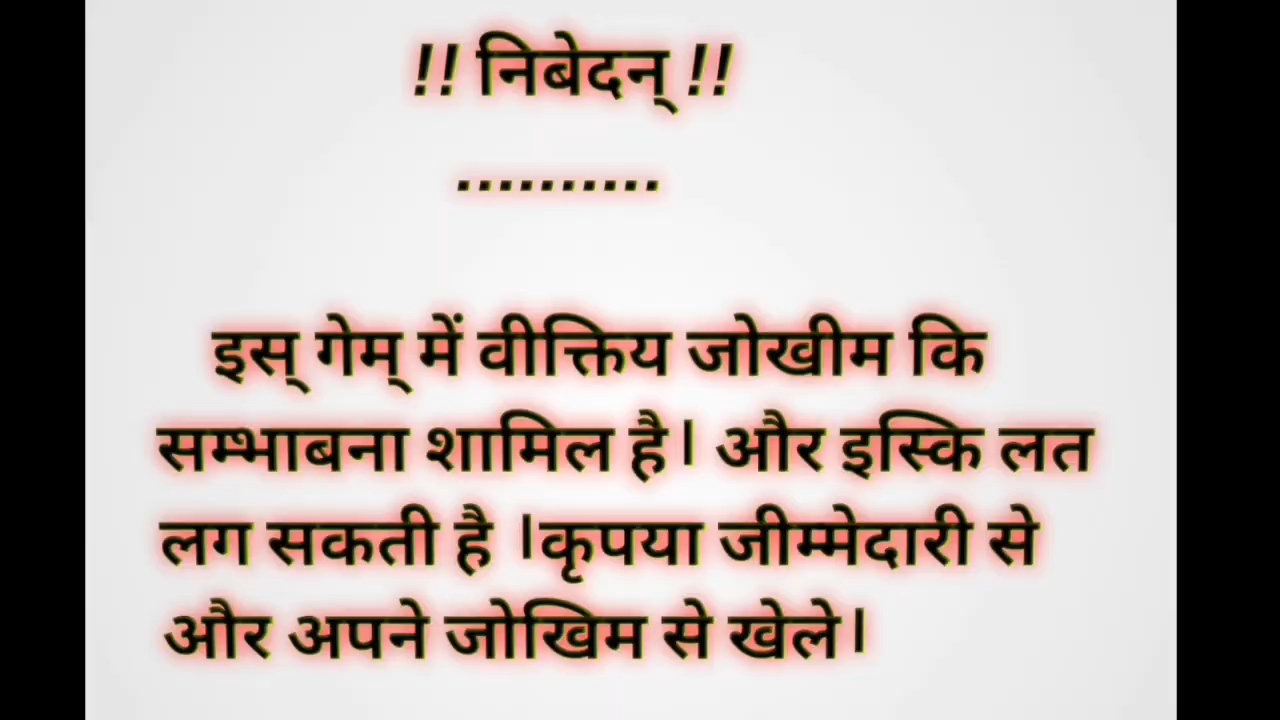 !! निबेदन् !!
..........
इस् गेम् में वीक्तिय जोखीम कि
सम्भाबना शामिल है। और इस्कि लत
लग सकती है ।कृपया जीम्मेदारी से
और अपने जोखिम से खेले।